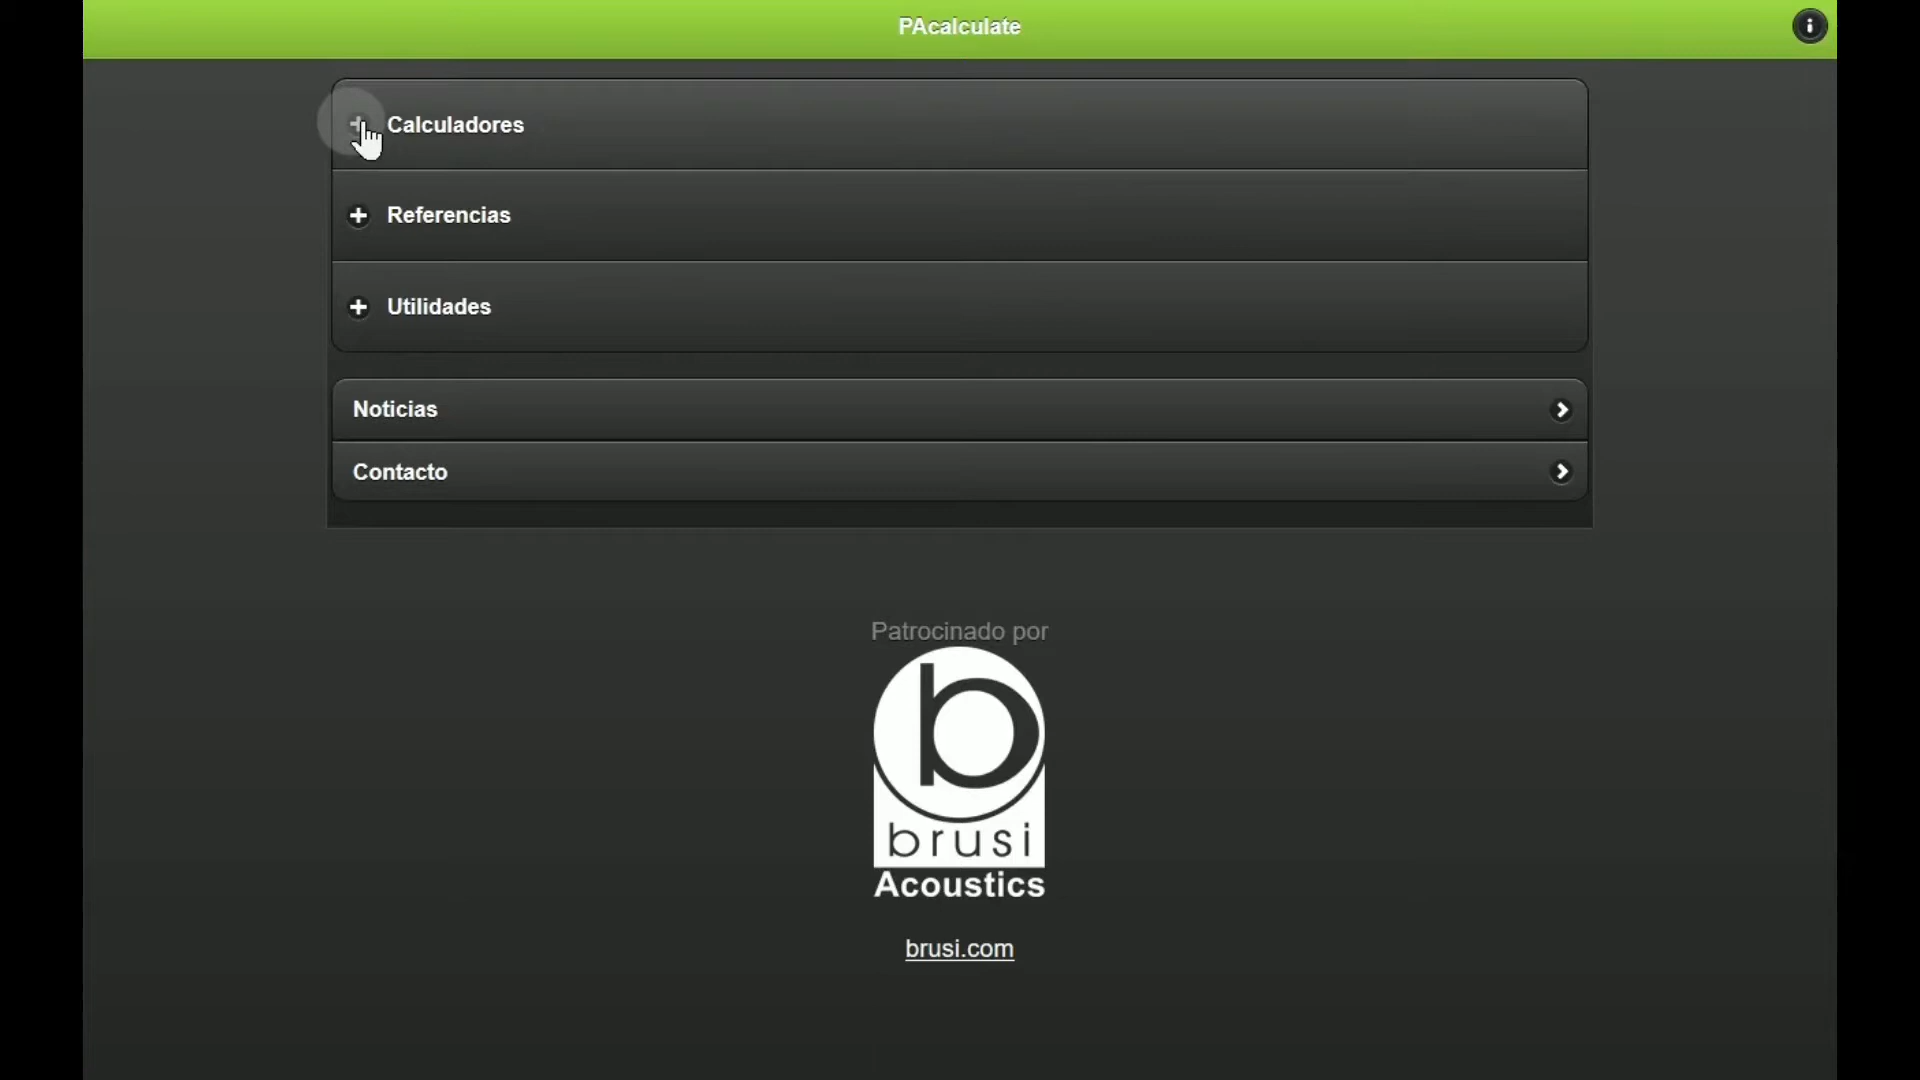 PAcalculate
Calculadores
Referencias
Utilidades
Noticias
Contacto
Patrocinado por
b
brusi
Acoustics
brusi.com